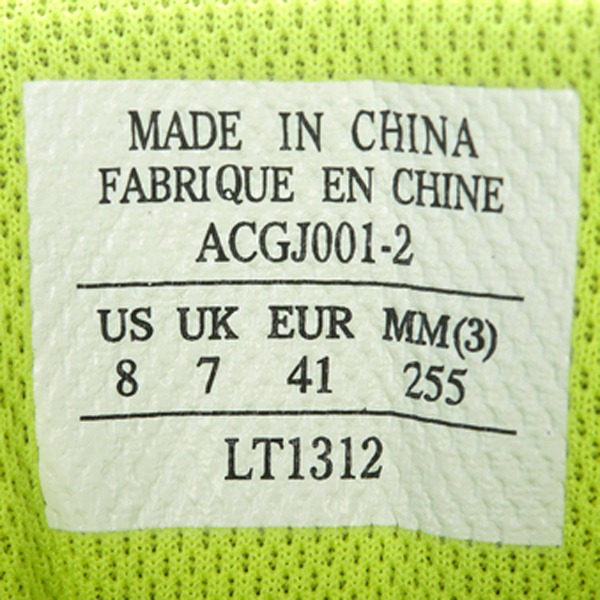 MADE IN CHINA
FABRIQUE EN CHINE
ACGJ001-2
US UK EUR MM(3)
8 7 41 255
LT1312